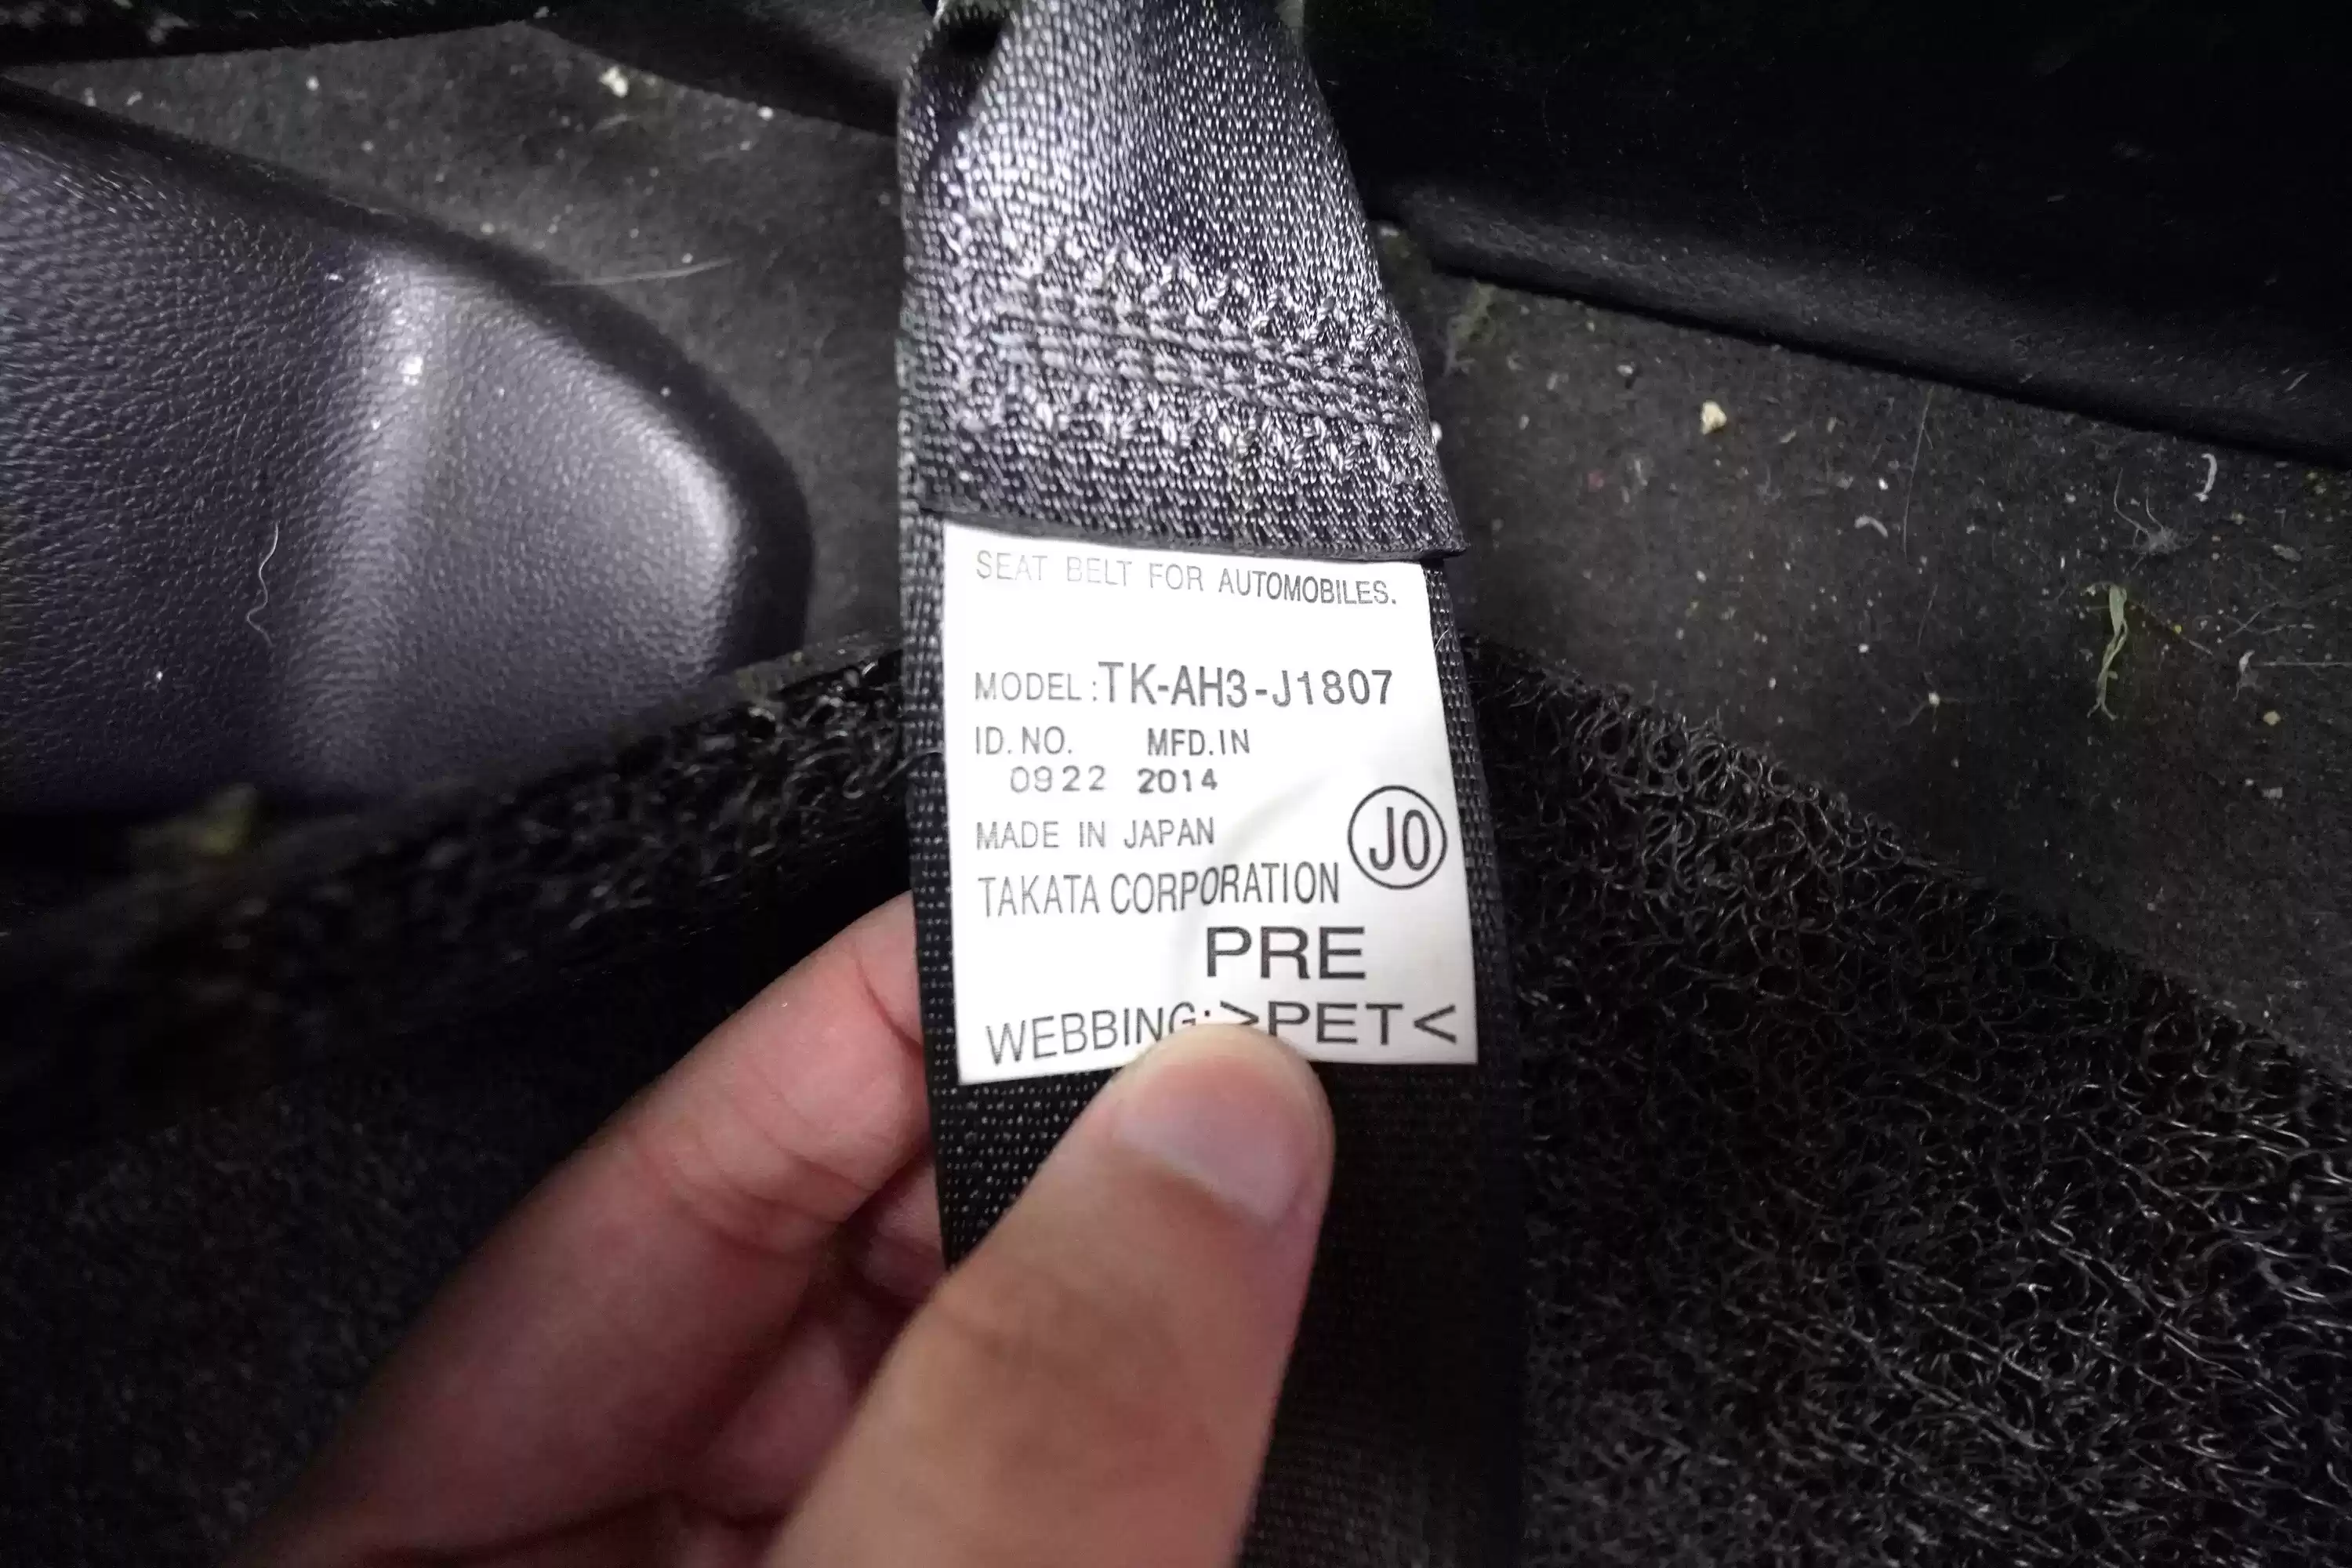 SEAT BELT FOR AUTOMOBILES.
MODEL:TK-AH3-J1807
ID. NO. MFD.IN
0922 2014
MADE IN JAPAN
JO
TAKATA CORPORATION
PRE
WEBBING:>PET<